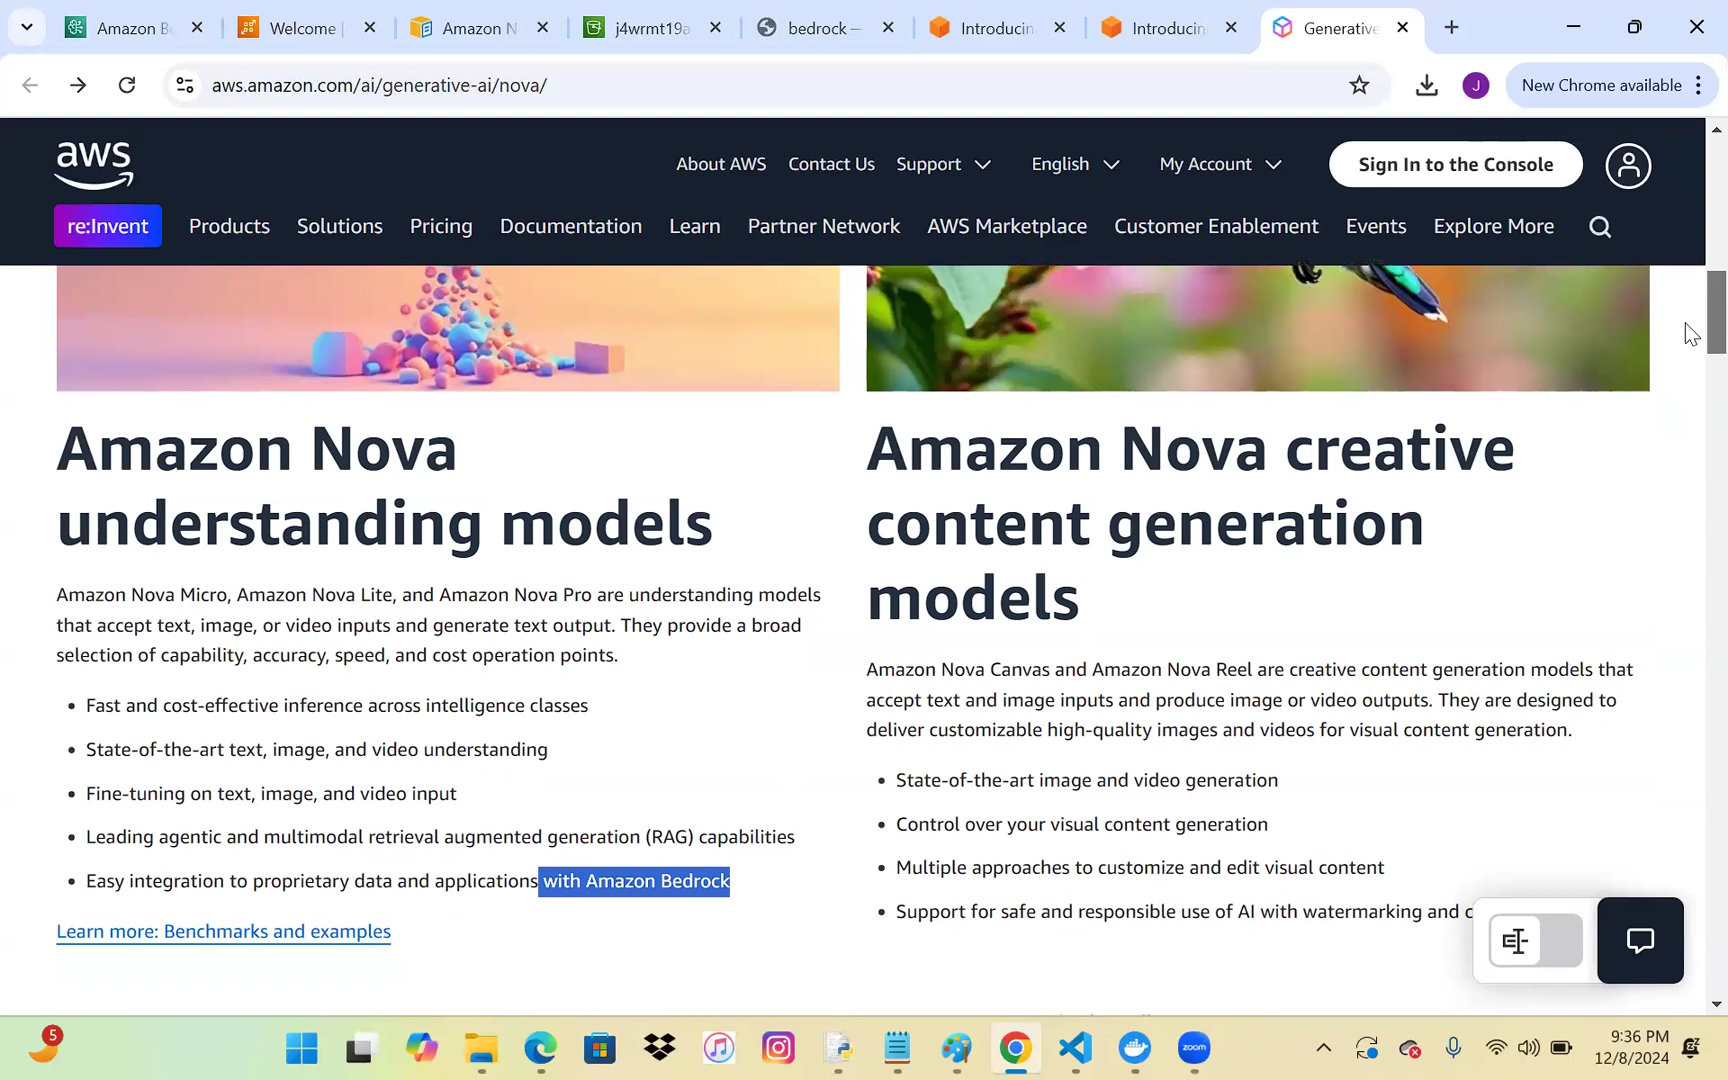 Amazon B
Welcome |
Amazon N
j4wrmt19a
bedrock —
Introducin
Introducin
Generative
aws.amazon.com/ai/generative-ai/nova/
J
New Chrome available
aws
About AWS
Contact Us
Support
English
My Account
Sign In to the Console
re:Invent
Products
Solutions
Pricing
Documentation
Learn
Partner Network
AWS Marketplace
Customer Enablement
Events
Explore More
Amazon Nova
understanding models
Amazon Nova Micro, Amazon Nova Lite, and Amazon Nova Pro are understanding models
that accept text, image, or video inputs and generate text output. They provide a broad
selection of capability, accuracy, speed, and cost operation points.
Fast and cost-effective inference across intelligence classes
State-of-the-art text, image, and video understanding
Fine-tuning on text, image, and video input
Leading agentic and multimodal retrieval augmented generation (RAG) capabilities
Easy integration to proprietary data and applications with Amazon Bedrock
Learn more: Benchmarks and examples
Amazon Nova creative
content generation
models
Amazon Nova Canvas and Amazon Nova Reel are creative content generation models that
accept text and image inputs and produce image or video outputs. They are designed to
deliver customizable high-quality images and videos for visual content generation.
State-of-the-art image and video generation
Control over your visual content generation
Multiple approaches to customize and edit visual content
Support for safe and responsible use of AI with watermarking and
5
zoom
9:36 PM
12/8/2024